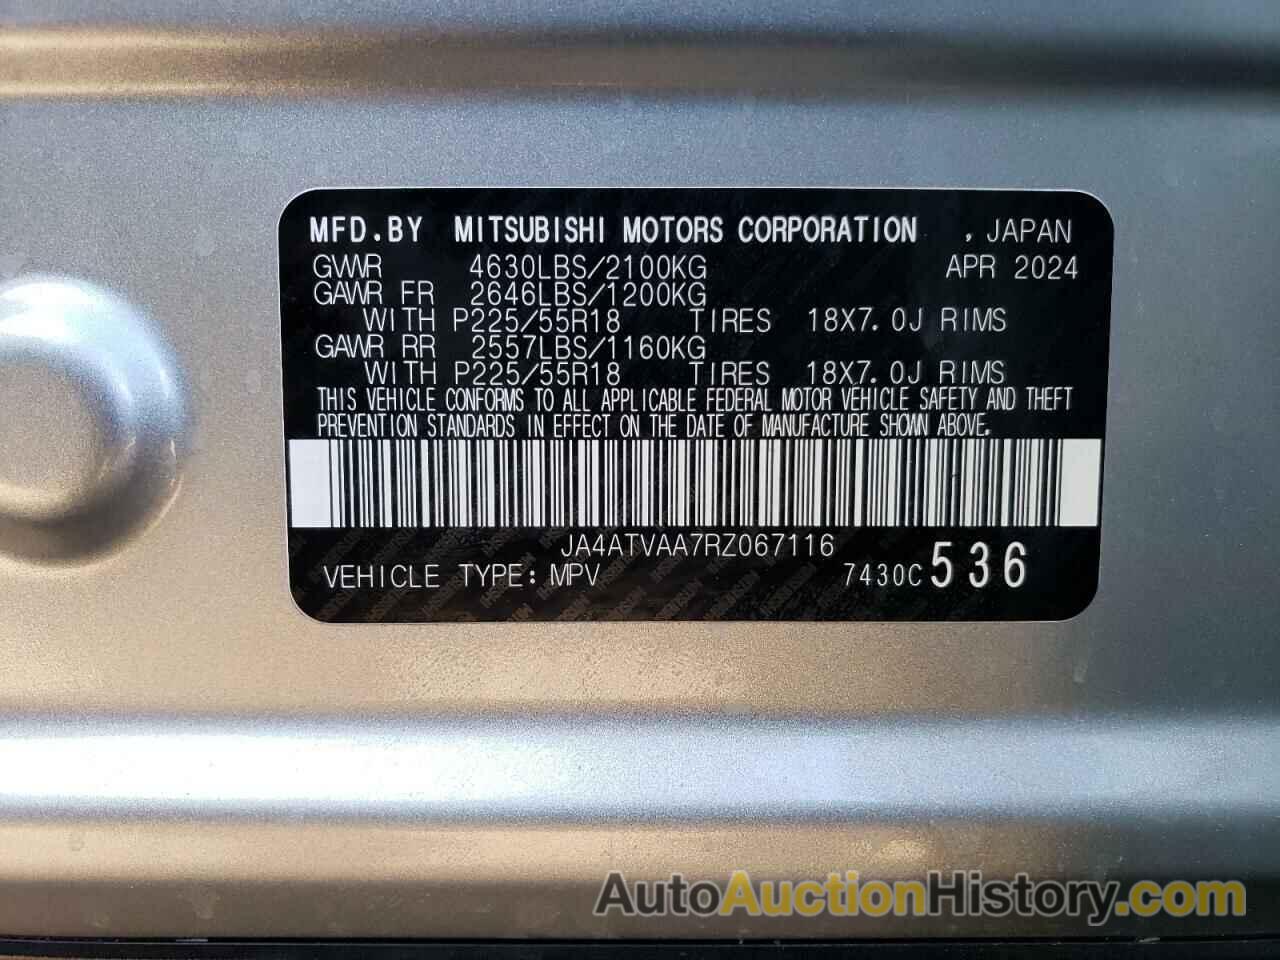 MFD.BY MITSUBISHI MOTORS CORPORATION , JAPAN
GVWR 4630LBS/2100KG APR 2024
GAWR FR 2646LBS/1200KG
WITH P225/55R18 TIRES 18X7.0J RIMS
GAWR RR 2557LBS/1160KG
WITH P225/55R18 TIRES 18X7.0J RIMS
THIS VEHICLE CONFORMS TO ALL APPLICABLE FEDERAL MOTOR VEHICLE SAFETY AND THEFT
PREVENTION STANDARDS IN EFFECT ON THE DATE OF MANUFACTURE SHOWN ABOVE.
JA4ATVAA7RZ067116
VEHICLE TYPE: MPV 7430C 536
AutoAuctionHistory.com